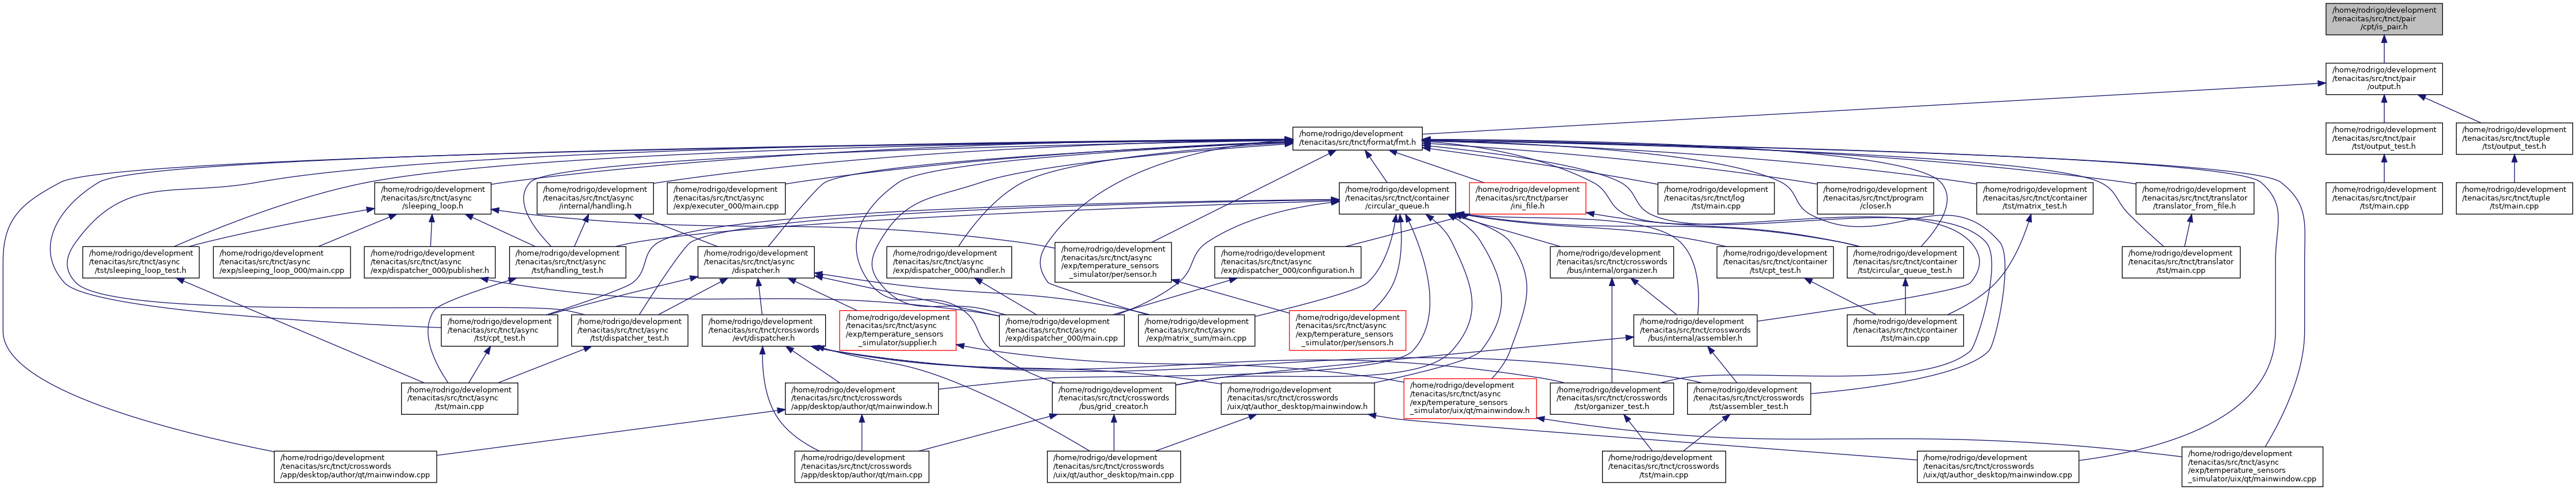 /home/rodrigo/development
/tenacitas/src/tnct/pair
/cpt/is_pair.h
/home/rodrigo/development
/tenacitas/src/tnct/pair
/output.h
/home/rodrigo/development
/tenacitas/src/tnct/format/fmt.h
/home/rodrigo/development
/tenacitas/src/tnct/pair
/tst/output_test.h
/home/rodrigo/development
/tenacitas/src/tnct/tuple
/tst/output_test.h
/home/rodrigo/development
/tenacitas/src/tnct/async
/sleeping_loop.h
/home/rodrigo/development
/tenacitas/src/tnct/async
/internal/handling.h
/home/rodrigo/development
/tenacitas/src/tnct/async
/exp/executer_000/main.cpp
/home/rodrigo/development
/tenacitas/src/tnct/container
/circular_queue.h
/home/rodrigo/development
/tenacitas/src/tnct/parser
/ini_file.h
/home/rodrigo/development
/tenacitas/src/tnct/log
/tst/main.cpp
/home/rodrigo/development
/tenacitas/src/tnct/program
/closer.h
/home/rodrigo/development
/tenacitas/src/tnct/container
/tst/matrix_test.h
/home/rodrigo/development
/tenacitas/src/tnct/translator
/translator_from_file.h
/home/rodrigo/development
/tenacitas/src/tnct/pair
/tst/main.cpp
/home/rodrigo/development
/tenacitas/src/tnct/tuple
/tst/main.cpp
/home/rodrigo/development
/tenacitas/src/tnct/async
/tst/sleeping_loop_test.h
/home/rodrigo/development
/tenacitas/src/tnct/async
/exp/sleeping_loop_000/main.cpp
/home/rodrigo/development
/tenacitas/src/tnct/async
/exp/dispatcher_000/publisher.h
/home/rodrigo/development
/tenacitas/src/tnct/async
/tst/handling_test.h
/home/rodrigo/development
/tenacitas/src/tnct/async
/dispatcher.h
/home/rodrigo/development
/tenacitas/src/tnct/async
/exp/dispatcher_000/handler.h
/home/rodrigo/development
/tenacitas/src/tnct/async
/exp/temperature_sensors
_simulator/per/sensor.h
/home/rodrigo/development
/tenacitas/src/tnct/async
/exp/dispatcher_000/configuration.h
/home/rodrigo/development
/tenacitas/src/tnct/crosswords
/bus/internal/organizer.h
/home/rodrigo/development
/tenacitas/src/tnct/container
/tst/cpt_test.h
/home/rodrigo/development
/tenacitas/src/tnct/container
/tst/circular_queue_test.h
/home/rodrigo/development
/tenacitas/src/tnct/translator
/tst/main.cpp
/home/rodrigo/development
/tenacitas/src/tnct/async
/tst/cpt_test.h
/home/rodrigo/development
/tenacitas/src/tnct/async
/tst/dispatcher_test.h
/home/rodrigo/development
/tenacitas/src/tnct/crosswords
/evt/dispatcher.h
/home/rodrigo/development
/tenacitas/src/tnct/async
/exp/temperature_sensors
_simulator/supplier.h
/home/rodrigo/development
/tenacitas/src/tnct/async
/exp/dispatcher_000/main.cpp
/home/rodrigo/development
/tenacitas/src/tnct/async
/exp/matrix_sum/main.cpp
/home/rodrigo/development
/tenacitas/src/tnct/async
/exp/temperature_sensors
_simulator/per/sensors.h
/home/rodrigo/development
/tenacitas/src/tnct/crosswords
/bus/internal/assembler.h
/home/rodrigo/development
/tenacitas/src/tnct/container
/tst/main.cpp
/home/rodrigo/development
/tenacitas/src/tnct/async
/tst/main.cpp
/home/rodrigo/development
/tenacitas/src/tnct/crosswords
/app/desktop/author/qt/mainwindow.h
/home/rodrigo/development
/tenacitas/src/tnct/crosswords
/bus/grid_creator.h
/home/rodrigo/development
/tenacitas/src/tnct/crosswords
/uix/qt/author_desktop/mainwindow.h
/home/rodrigo/development
/tenacitas/src/tnct/async
/exp/temperature_sensors
_simulator/uix/qt/mainwindow.h
/home/rodrigo/development
/tenacitas/src/tnct/crosswords
/tst/organizer_test.h
/home/rodrigo/development
/tenacitas/src/tnct/crosswords
/tst/assembler_test.h
/home/rodrigo/development
/tenacitas/src/tnct/crosswords
/app/desktop/author/qt/mainwindow.cpp
/home/rodrigo/development
/tenacitas/src/tnct/crosswords
/app/desktop/author/qt/main.cpp
/home/rodrigo/development
/tenacitas/src/tnct/crosswords
/uix/qt/author_desktop/main.cpp
/home/rodrigo/development
/tenacitas/src/tnct/crosswords
/tst/main.cpp
/home/rodrigo/development
/tenacitas/src/tnct/crosswords
/uix/qt/author_desktop/mainwindow.cpp
/home/rodrigo/development
/tenacitas/src/tnct/async
/exp/temperature_sensors
_simulator/uix/qt/mainwindow.cpp